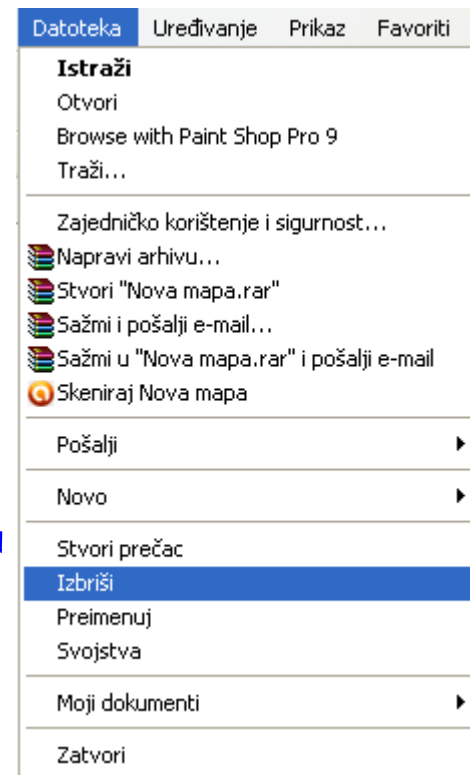 Datoteka Uređivanje Prikaz Favoriti
Istraži
Otvori
Browse with Paint Shop Pro 9
Traži...
Zajedničko korištenje i sigurnost...
Napravi arhivu...
Stvori "Nova mapa.rar"
Sažmi i pošalji e-mail...
Sažmi u "Nova mapa.rar" i pošalji e-mail
Skeniraj Nova mapa
Pošalji
Novo
Stvori prečac
Izbriši
Preimenuj
Svojstva
Moji dokumenti
Zatvori